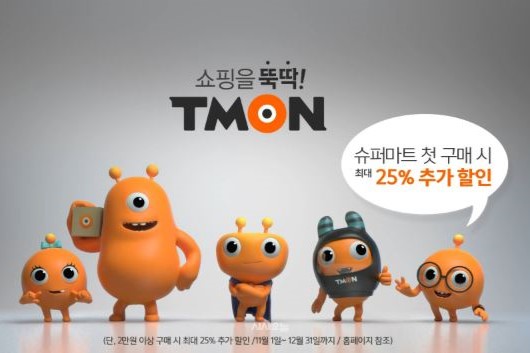 쇼핑을 뚝딱!
TMON
슈퍼마트 첫 구매 시
최대 25% 추가 할인
TMON
(단, 2만원 이상 구매 시 최대 25% 추가 할인 /11월 1일~ 12월 31일까지 / 홈페이지 참조)